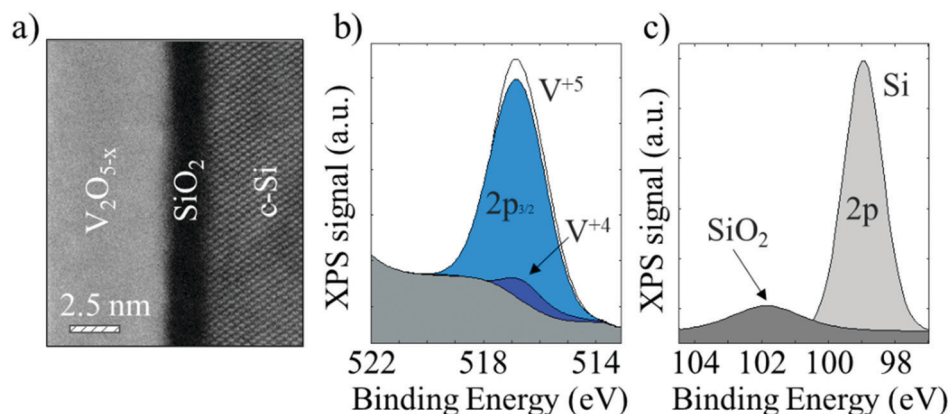 a)
V₂O₅₋ₓ
SiO₂
c-Si
2.5 nm
b)
XPS signal (a.u.)
V⁺⁵
2p₃/₂
V⁺⁴
522
518
514
Binding Energy (eV)
c)
XPS signal (a.u.)
Si
2p
SiO₂
104
102
100
98
Binding Energy (eV)